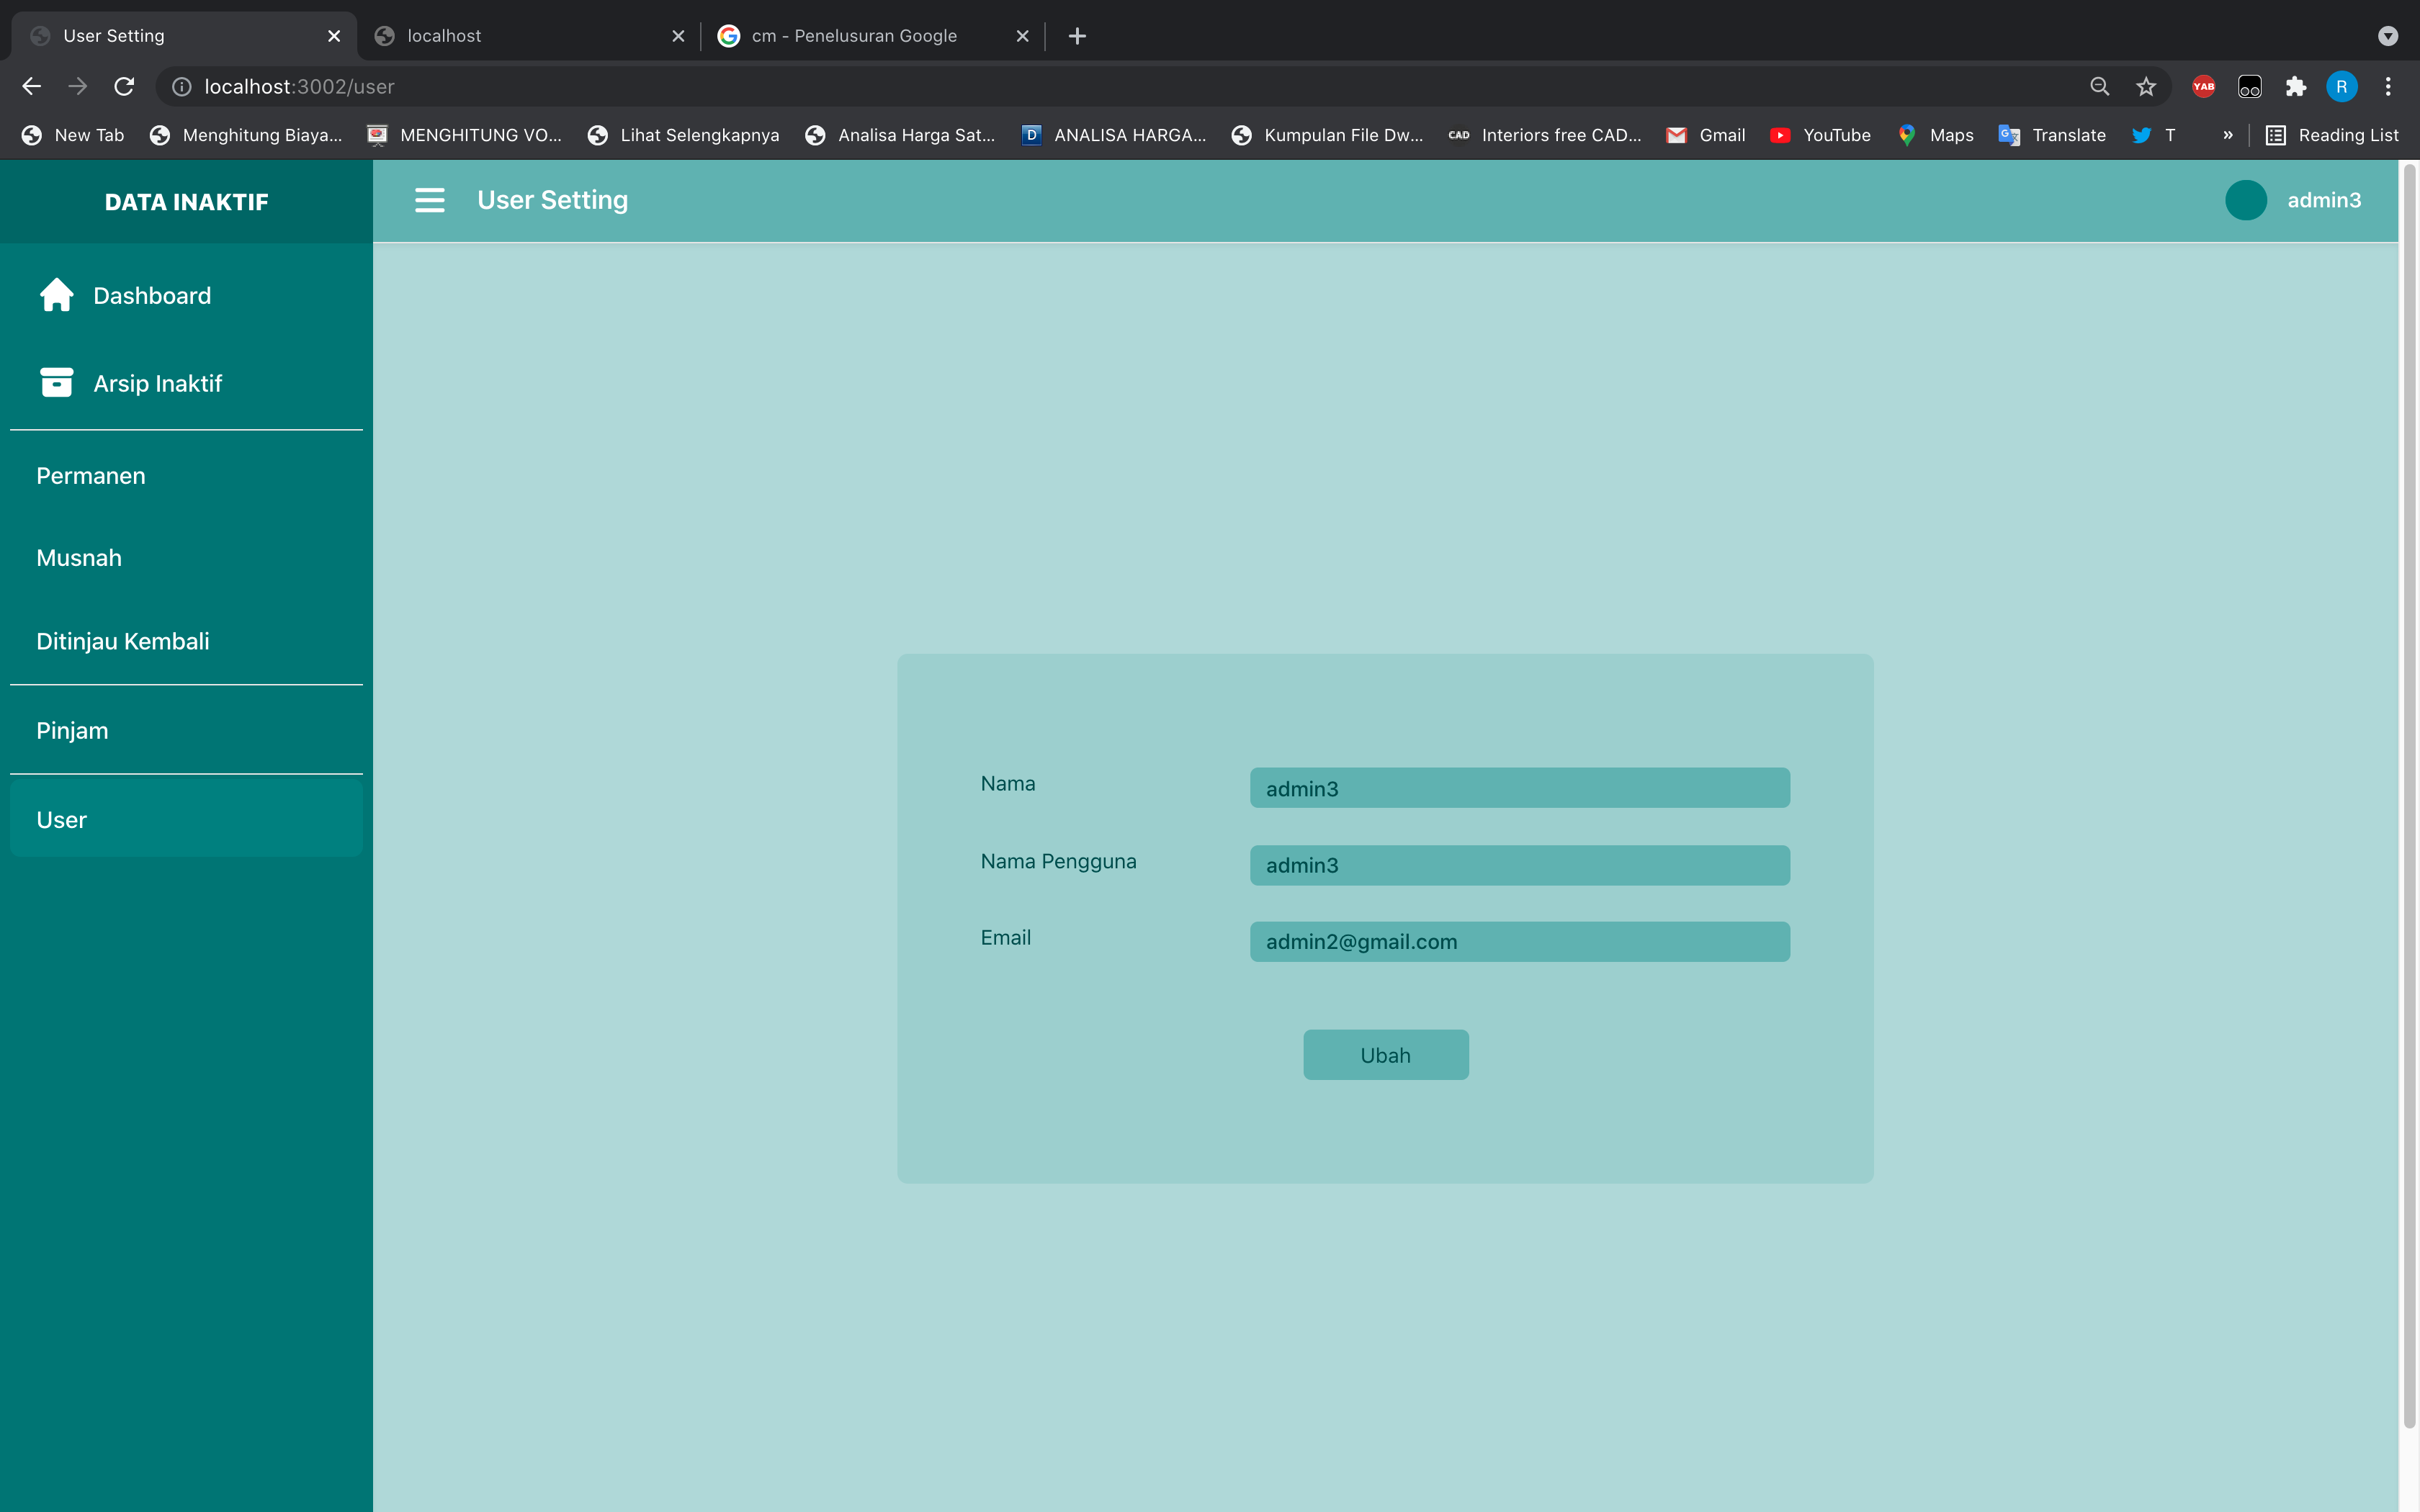 User Setting
localhost
cm - Penelusuran Google
localhost:3002/user
YAB
R
New Tab
Menghitung Biaya...
MENGHITUNG VO...
Lihat Selengkapnya
Analisa Harga Sat...
D
ANALISA HARGA...
Kumpulan File Dw...
CAD
Interiors free CAD...
Gmail
YouTube
Maps
Translate
T
»
Reading List
DATA INAKTIF
User Setting
admin3
Dashboard
Arsip Inaktif
Permanen
Musnah
Ditinjau Kembali
Pinjam
User
Nama
admin3
Nama Pengguna
admin3
Email
admin2@gmail.com
Ubah